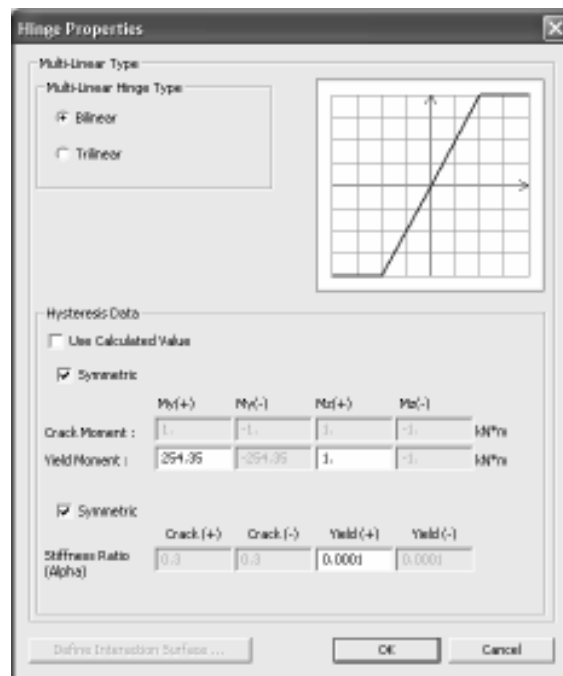 Hinge Properties
Multi-Linear Type
Multi-Linear Hinge Type
Bilinear
Trilinear
Hysteresis Data
Use Calculated Value
Symmetric
My(+) My(-) Mz(+) Mz(-)
Crack Moment : 1. -1. 1. -1. kN*m
Yield Moment : 254.35 -254.35 1. -1. kN*m
Symmetric
Crack (+) Crack (-) Yield (+) Yield (-)
Stiffness Ratio 0.3 0.3 0.0001 0.0001
(Alpha)
Define Interaction Surface ... OK Cancel